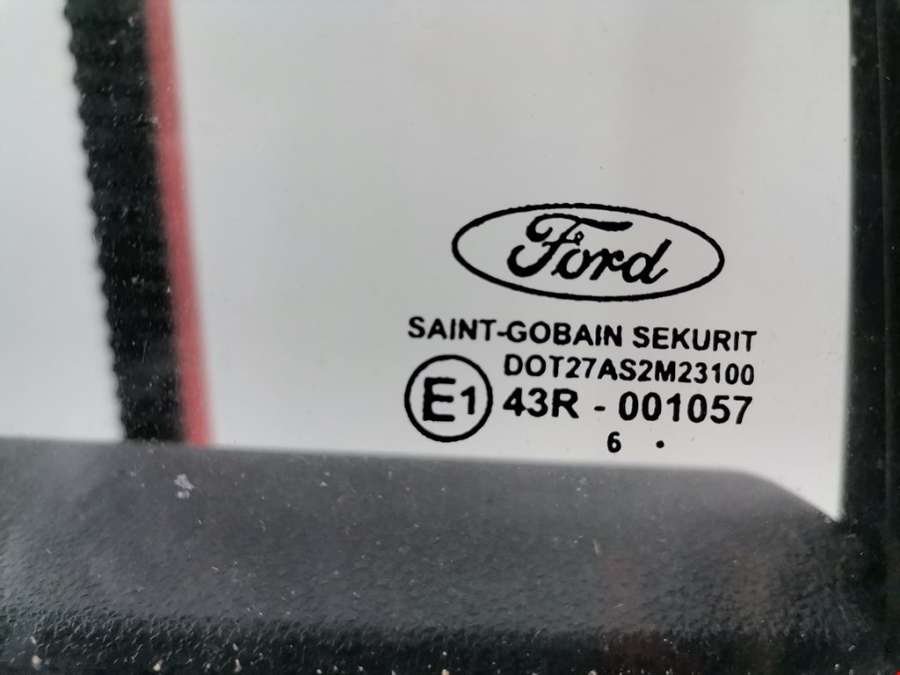 Ford
SAINT-GOBAIN SEKURIT
DOT27AS2M23100
E1 43R - 001057
6 .